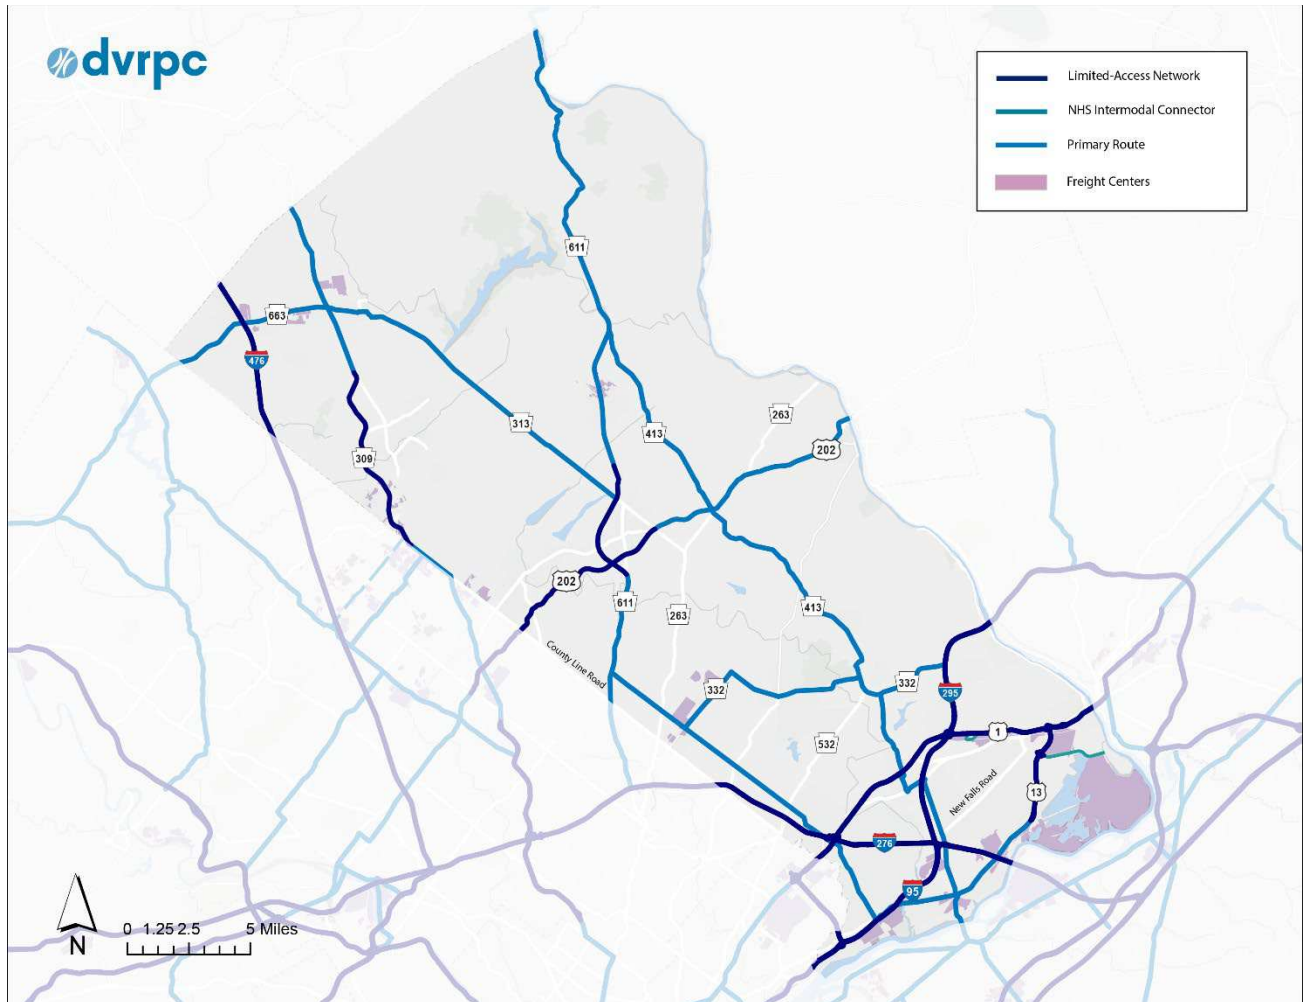 dvrpc
Limited-Access Network
NHS Intermodal Connector
Primary Route
Freight Centers
611
663
476
263
313
413
202
309
202
611
263
413
County Line Road
332
332
295
532
1
13
New Falls Road
276
95
N
0 1.25 2.5 5 Miles